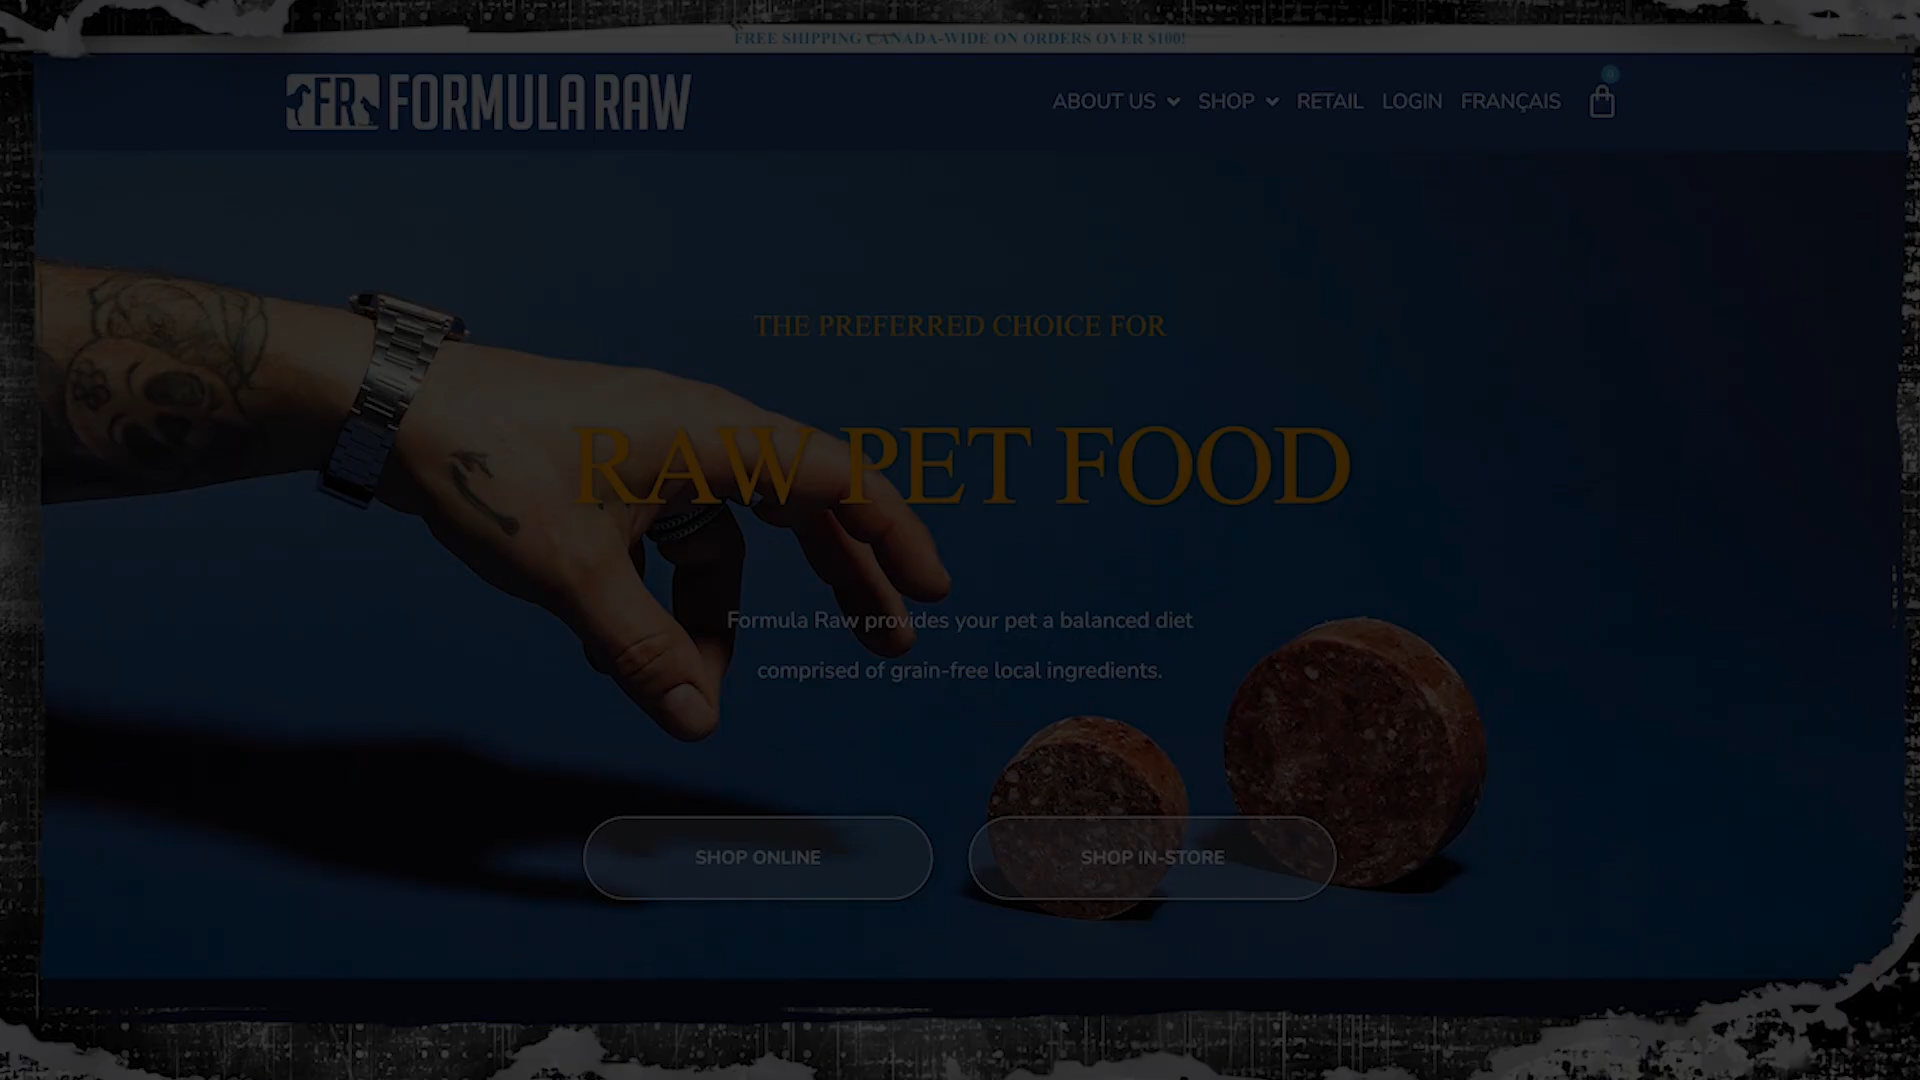 FREE SHIPPING CANADA-WIDE ON ORDERS OVER $100!
FR FORMULA RAW
ABOUT US SHOP RETAIL LOGIN FRANÇAIS
0
THE PREFERRED CHOICE FOR
RAW PET FOOD
Formula Raw provides your pet a balanced diet
comprised of grain-free local ingredients.
SHOP ONLINE
SHOP IN-STORE